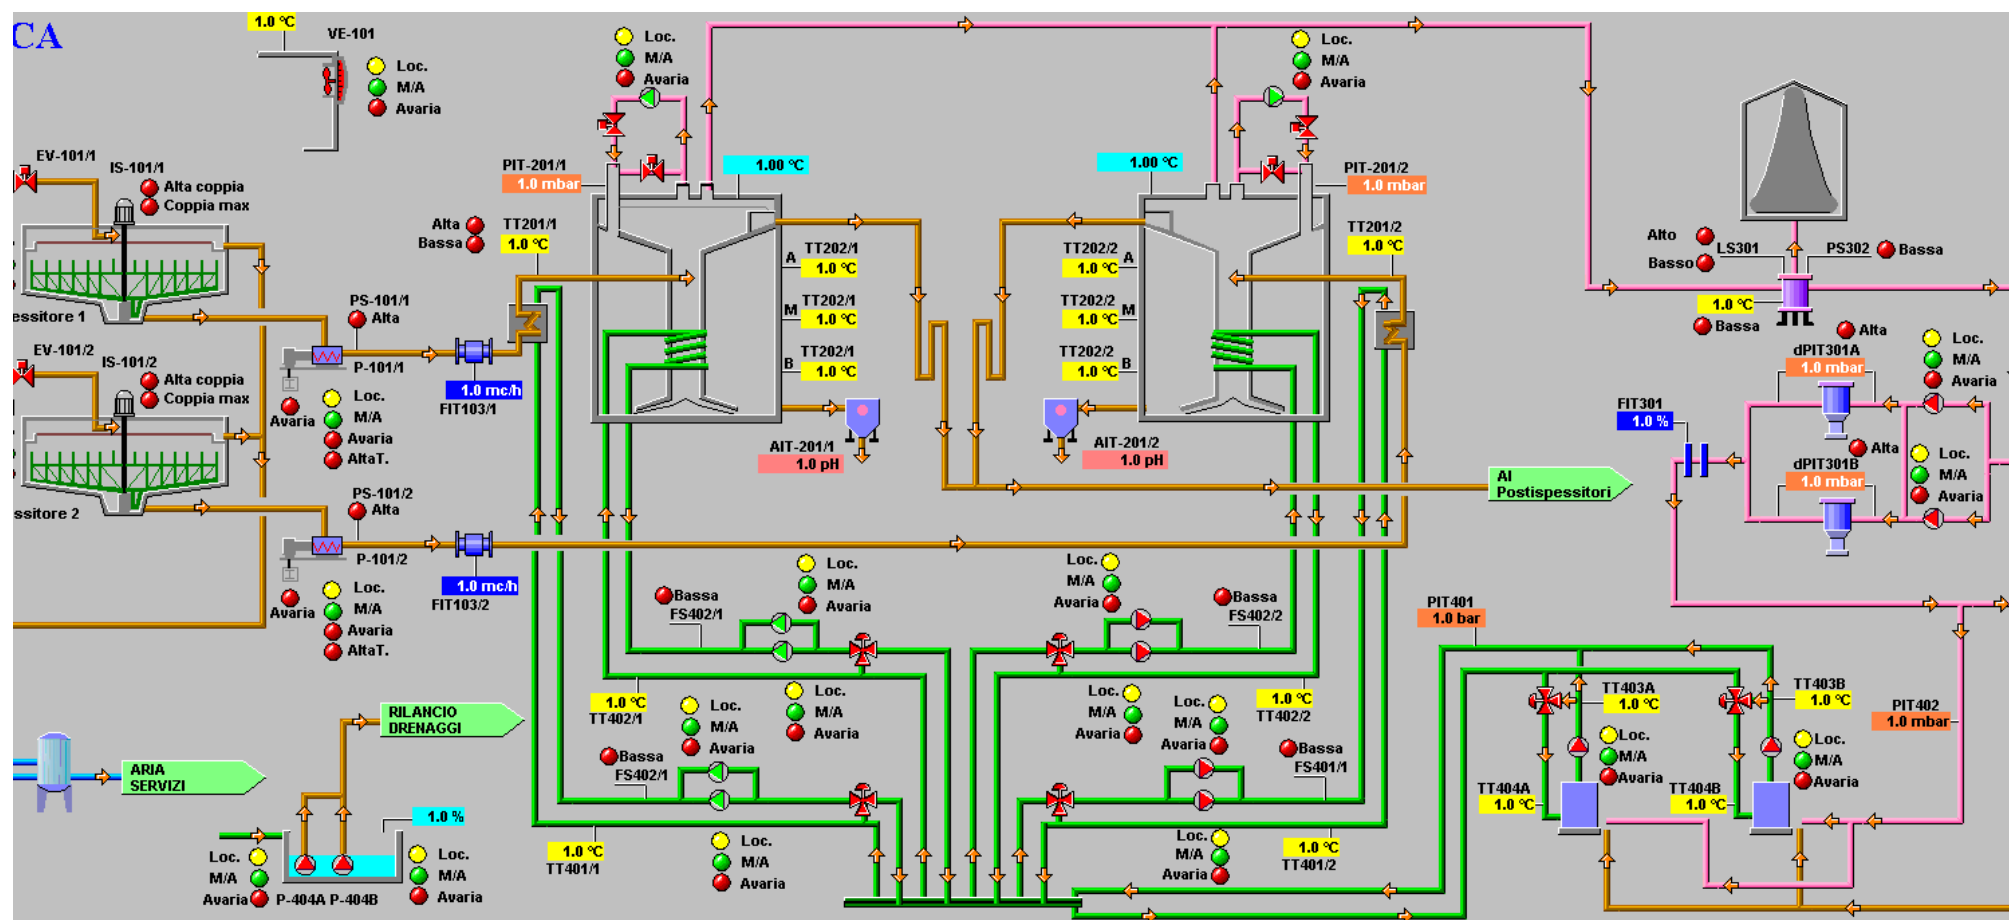 CA
1.0 °C
VE-101
Loc.
M/A
Avaria
Loc.
M/A
Avaria
Loc.
M/A
Avaria
EV-101/1
IS-101/1
Alta coppia
Coppia max
PIT-201/1
1.0 mbar
1.00 °C
1.00 °C
PIT-201/2
1.0 mbar
Alta
Bassa
TT201/1
1.0 °C
TT202/1
A
1.0 °C
TT202/1
M
1.0 °C
TT202/1
B
1.0 °C
TT202/2
A
1.0 °C
TT202/2
M
1.0 °C
TT202/2
B
1.0 °C
TT201/2
1.0 °C
Alto
Basso
LS301
PS302
Bassa
1.0 °C
Bassa
Alta
essitore 1
PS-101/1
Alta
P-101/1
1.0 mc/h
FIT103/1
EV-101/2
IS-101/2
Alta coppia
Coppia max
Avaria
Loc.
M/A
Avaria
AltaT.
AIT-201/1
1.0 pH
AIT-201/2
1.0 pH
dPIT301A
1.0 mbar
Loc.
M/A
Avaria
FIT301
1.0 %
Alta
dPIT301B
1.0 mbar
Loc.
M/A
Avaria
AI
Postispessitori
ssitore 2
PS-101/2
Alta
P-101/2
1.0 mc/h
FIT103/2
Avaria
Loc.
M/A
Avaria
AltaT.
Bassa
FS402/1
Loc.
M/A
Avaria
Loc.
M/A
Avaria
Bassa
FS402/2
PIT401
1.0 bar
1.0 °C
TT402/1
Loc.
M/A
Avaria
Loc.
M/A
Avaria
Loc.
M/A
Avaria
Loc.
M/A
Avaria
1.0 °C
TT402/2
TT403A
1.0 °C
TT403B
1.0 °C
PIT402
1.0 mbar
RILANCIO
DRENAGGI
Bassa
FS402/1
Bassa
FS401/1
Loc.
M/A
Avaria
Loc.
M/A
Avaria
ARIA
SERVIZI
TT404A
1.0 °C
TT404B
1.0 °C
1.0 %
Loc.
M/A
Avaria
P-404A P-404B
Loc.
M/A
Avaria
1.0 °C
TT401/1
Loc.
M/A
Avaria
Loc.
M/A
Avaria
1.0 °C
TT401/2